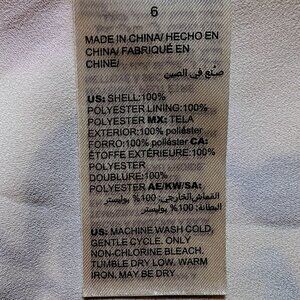 6
MADE IN CHINA/ HECHO EN
CHINA/ FABRIQUÉ EN
CHINE/
صنع في الصين
US: SHELL:100%
POLYESTER LINING:100%
POLYESTER MX: TELA
EXTERIOR:100% poliéster
FORRO:100% poliéster CA:
ÉTOFFE EXTÉRIEURE:100%
POLYESTER
DOUBLURE:100%
POLYESTER AE/KW/SA:
القماش الخارجي: 100% بوليستر
البطانة: 100% بوليستر
US: MACHINE WASH COLD,
GENTLE CYCLE. ONLY
NON-CHLORINE BLEACH.
TUMBLE DRY LOW. WARM
IRON. MAY BE DRY